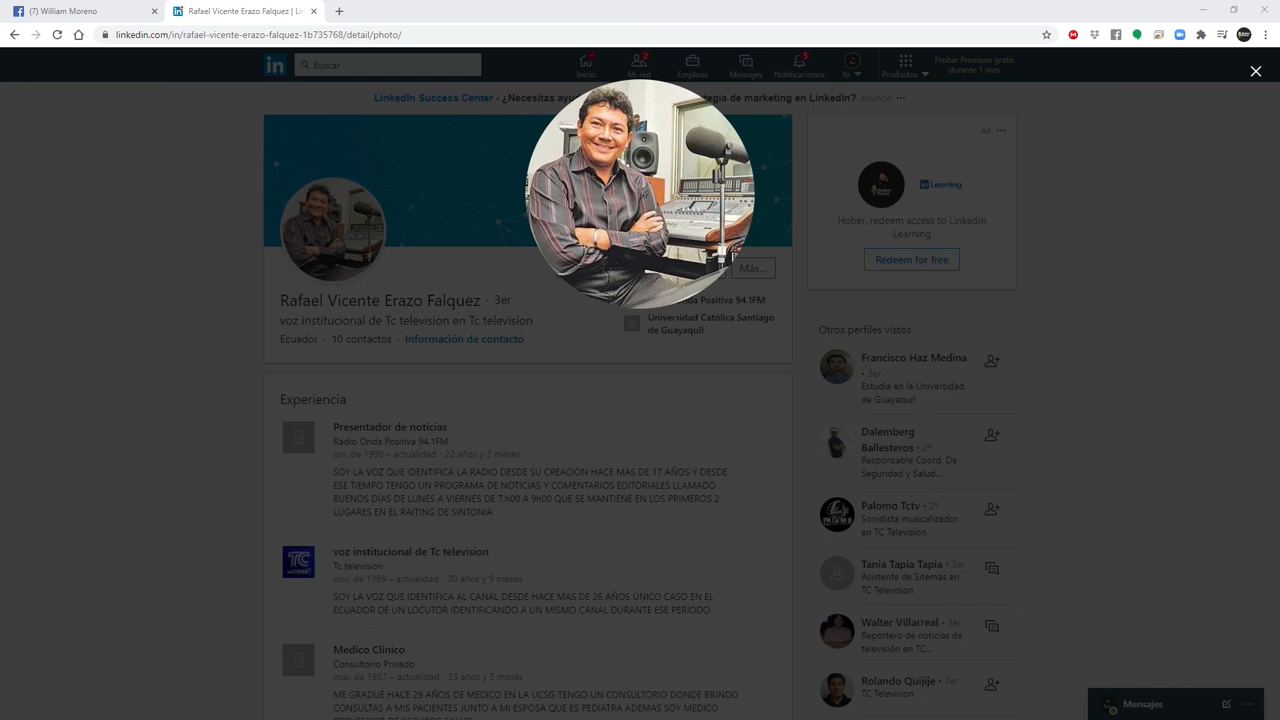 (7) William Moreno
Rafael Vicente Erazo Falquez | Lin
linkedin.com/in/rafael-vicente-erazo-falquez-1b735768/detail/photo/
in
Buscar
Inicio
Mi red
2
Empleos
Mensajes
Notificaciones
Yo
Productos
Probar Premium gratis
durante 1 mes
LinkedIn Success Center - ¿Necesitas ayu
tegia de marketing en LinkedIn? Anuncio ...
Ad ...
in Learning
Hober, redeem access to LinkedIn
Learning.
Redeem for free
Más...
Rafael Vicente Erazo Falquez · 3er
voz institucional de Tc television en Tc television
Ecuador · 10 contactos · Información de contacto
nda Positiva 94.1FM
Universidad Católica Santiago
de Guayaquil
Otros perfiles vistos
Francisco Haz Medina
• 3er
Estudia en la Universidad
de Guayaquil
Dalemberg
Ballesteros • 2º
Responsable Coord. De
Seguridad y Salud...
Palomo Tctv • 2º
Sonidista musicalizador
en TC Television
Tania Tapia Tapia • 3er
Asistente de Sitemas en
TC Television
Walter Villarreal • 3er
Reportero de noticias de
televisión en TC...
Rolando Quijije • 3er
TC Television
Experiencia
Presentador de noticias
Radio Onda Positiva 94.1FM
jun. de 1998 – actualidad · 22 años y 2 meses
SOY LA VOZ QUE IDENTIFICA LA RADIO DESDE SU CREACIÓN HACE MAS DE 17 AÑOS Y DESDE
ESE TIEMPO TENGO UN PROGRAMA DE NOTICIAS Y COMENTARIOS EDITORIALES LLAMADO
BUENOS DÍAS DE LUNES A VIERNES DE 7.h00 A 9h00 QUE SE MANTIENE EN LOS PRIMEROS 2
LUGARES EN EL RAITING DE SINTONIA
TC
voz institucional de Tc television
Tc television
nov. de 1989 – actualidad · 30 años y 9 meses
SOY LA VOZ QUE IDENTIFICA AL CANAL DESDE HACE MAS DE 26 AÑOS ÚNICO CASO EN EL
ECUADOR DE UN LOCUTOR IDENTIFICANDO A UN MISMO CANAL DURANTE ESE PERIODO
Medico Clinico
Consultorio Privado
mar. de 1987 – actualidad · 33 años y 5 meses
ME GRADUÉ HACE 29 AÑOS DE MEDICO EN LA UCSG TENGO UN CONSULTORIO DONDE BRINDO
CONSULTAS A MIS PACIENTES JUNTO A MI ESPOSA QUE ES PEDIATRA ADEMAS SOY MEDICO
Mensajes